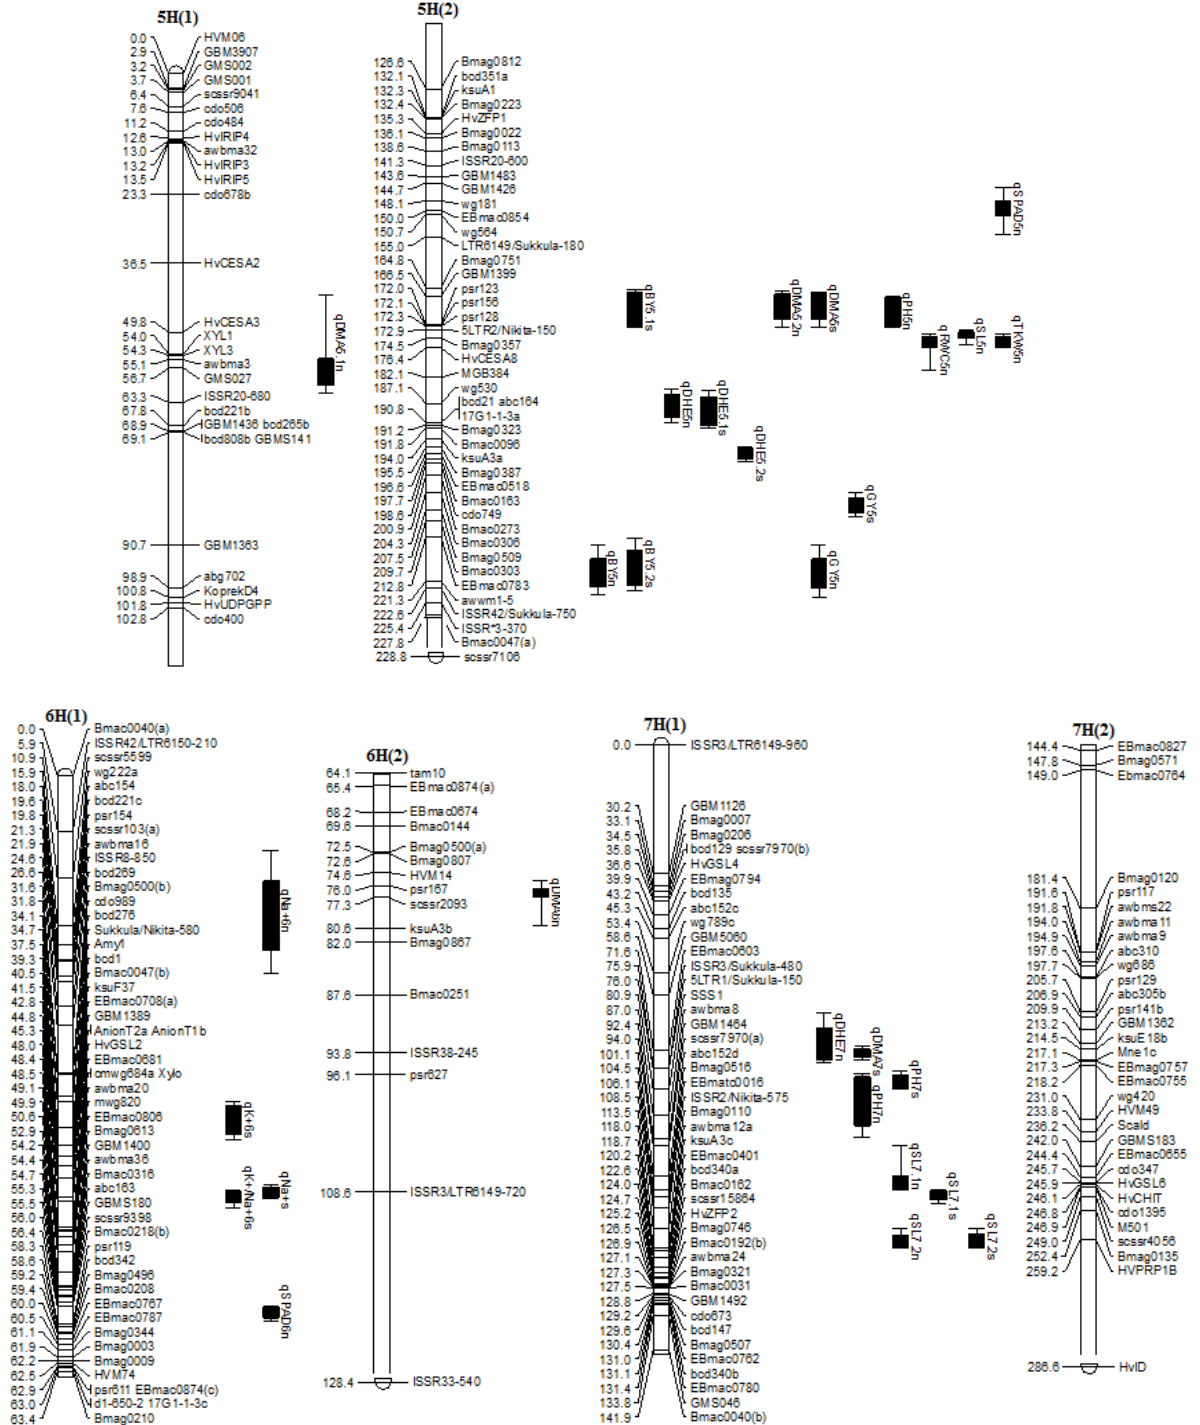 5H(1)
0.0 HVM06
2.9 GBM3907
3.2 GMS002
3.7 GMS001
6.4 scssr9041
7.6 cdo506
11.2 cdo484
12.6 HvIRIP4
13.0 awbma32
13.2 HvIRIP3
13.5 HvIRIP5
23.3 cdo678b
36.5 HvCESA2
49.8 HvCESA3
54.0 XYL1
54.3 XYL3
55.1 awbma3
56.7 GMS027
63.3 ISSR20-680
67.8 bcd221b
68.9 GBM1436 bcd265b
69.1 bcd808b GBMS141
90.7 GBM1363
98.9 abg702
100.8 KoprekD4
101.8 HvUDPGPP
102.8 cdo400
qDMA5.1n
5H(2)
126.6 Bmag0812
132.1 bcd351a
132.3 ksuA1
132.4 Bmag0223
135.3 HvZFP1
136.1 Bmag0022
138.6 Bmag0113
141.3 ISSR20-600
143.6 GBM1483
144.7 GBM1426
148.1 wg181
150.0 EBmac0854
150.7 wg564
155.0 LTR6149/Sukkula-180
164.8 Bmag0751
166.5 GBM1399
172.0 psr123
172.1 psr156
172.3 psr128
172.9 5LTR2/Nikita-150
174.5 Bmag0357
176.4 HvCESA8
182.1 MGB384
187.1 wg530
190.8 bcd21 abc164
17G1-1-3a
191.2 Bmag0323
191.8 Bmac0096
194.0 ksuA3a
195.5 Bmag0387
196.6 EBmac0518
197.7 Bmac0163
198.6 cdo749
200.9 Bmac0273
204.3 Bmac0306
207.5 Bmag0509
209.7 Bmac0303
212.8 EBmac0783
221.3 awwm1-5
222.6 ISSR42/Sukkula-750
225.4 ISSR*3-370
227.8 Bmac0047(a)
228.8 scssr7106
qSPAD5n
qBY5.1s
qDMA5.2n
qDMA5s
qPH5n
qRWC5n
qSL5n
qTKW5n
qDHE5n
qDHE5.1s
qDHE5.2s
qGY5s
qBY5n
qBY5.2s
qGY5n
6H(1)
0.0 Bmac0040(a)
5.9 ISSR42/LTR6150-210
10.9 scssr5599
15.9 wg222a
18.0 abc154
19.6 bcd221c
19.8 psr154
21.3 scssr103(a)
21.9 awbma16
24.6 ISSR8-850
26.6 bcd269
31.6 Bmag0500(b)
31.8 cdo989
34.1 bcd276
34.7 Sukkula/Nikita-580
37.5 Amy1
39.3 bcd1
40.5 Bmac0047(b)
41.5 ksuF37
42.8 EBmac0708(a)
44.8 GBM1389
45.3 AnionT2a AnionT1b
48.0 HvGSL2
48.4 EBmac0681
48.5 cmwg684a Xylo
49.1 awbma20
49.9 mwg820
50.6 EBmac0806
52.9 Bmag0613
54.2 GBM1400
54.4 awbma36
54.7 Bmac0316
55.3 abc163
55.5 GBMS180
56.0 scssr9398
56.4 Bmac0218(b)
58.3 psr119
58.6 bcd342
59.2 Bmag0496
59.4 Bmac0208
60.0 EBmac0767
60.5 EBmac0787
61.1 Bmag0344
61.9 Bmag0003
62.2 Bmag0009
62.5 HVM74
62.9 psr611 EBmac0874(c)
63.0 d1-650-2 17G1-1-3c
63.4 Bmag0210
qNa+6n
qK+6s
qK+/Na+6s
qNa+s
qSPAD6n
6H(2)
64.1 tam10
65.4 EBmac0874(a)
68.2 EBmac0674
69.6 Bmac0144
72.5 Bmag0500(a)
72.6 Bmag0807
74.6 HVM14
76.0 psr167
77.3 scssr2093
80.6 ksuA3b
82.0 Bmag0867
87.6 Bmac0251
93.8 ISSR38-245
96.1 psr627
108.6 ISSR3/LTR6149-720
128.4 ISSR33-540
7H(1)
0.0 ISSR3/LTR6149-960
30.2 GBM1126
33.1 Bmag0007
34.5 Bmag0206
35.8 bcd129 scssr7970(b)
36.6 HvGSL4
39.9 EBmag0794
43.2 bcd135
45.3 abc152c
53.4 wg789c
58.6 GBM5060
71.6 EBmac0603
75.9 ISSR3/Sukkula-480
76.0 5LTR1/Sukkula-150
80.9 SSS1
87.0 awbma8
92.4 GBM1464
94.0 scssr7970(a)
101.1 abc152d
104.5 Bmag0516
106.1 EBmatc0016
108.5 ISSR2/Nikita-575
113.5 Bmag0110
118.0 awbma12a
118.7 ksuA3c
120.2 EBmac0401
122.6 bcd340a
124.0 Bmac0162
124.7 scssr15864
125.2 HvZFP2
126.5 Bmag0746
126.9 Bmac0192(b)
127.1 awbma24
127.3 Bmag0321
127.5 Bmac0031
128.8 GBM1492
129.2 cdo673
129.6 bcd147
130.4 Bmag0507
131.0 EBmac0762
131.1 bcd340b
131.4 EBmac0780
133.8 GMS046
141.9 Bmac0040(b)
qDHE7n
qDMA7s
qPH7s
qPH7n
qSL7.1n
qSL7.1s
qSL7.2n
qSL7.2s
7H(2)
144.4 EBmac0827
147.8 Bmag0571
149.0 Ebmac0764
181.4 Bmag0120
191.6 psr117
191.8 awbms22
194.0 awbma11
194.9 awbma9
197.6 abc310
197.7 wg686
205.7 psr129
206.9 abc305b
209.9 psr141b
213.2 GBM1362
214.5 ksuE18b
217.1 Mne1c
217.3 EBmag0757
218.2 EBmac0755
231.0 wg420
233.8 HVM49
236.2 Scald
242.0 GBMS183
244.4 EBmac0655
245.7 cdo347
245.9 HvGSL6
246.1 HvCHIT
246.8 cdo1395
246.9 M501
249.0 scssr4056
252.4 Bmag0135
259.2 HVPRP1B
286.6 HvID